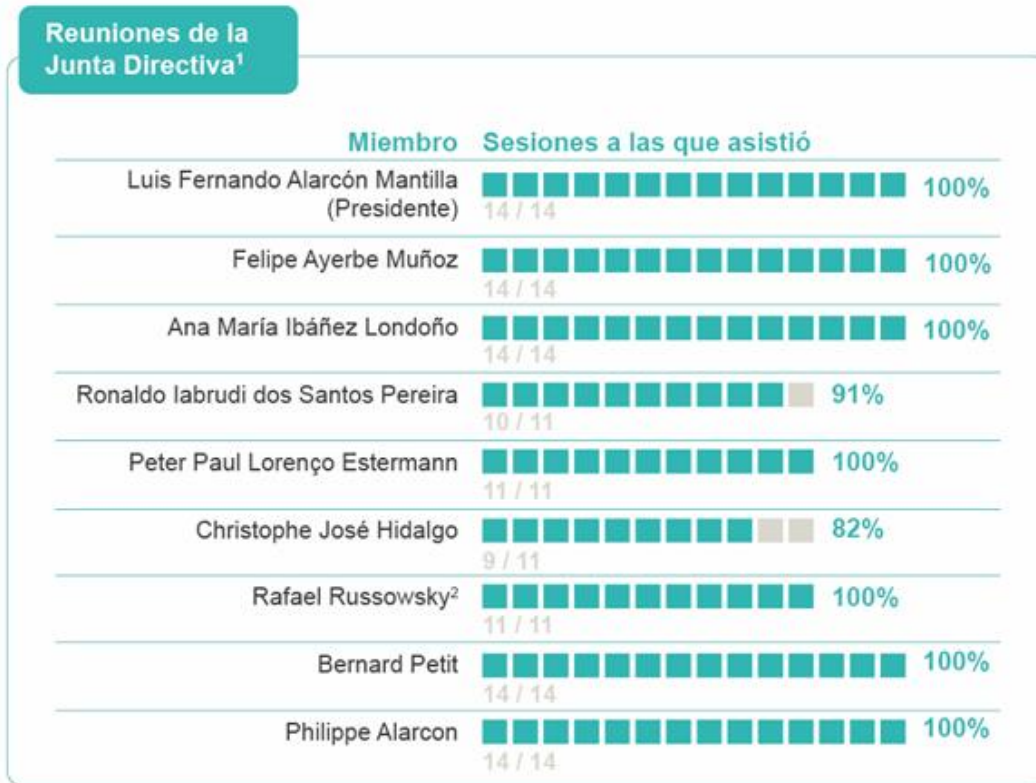 Reuniones de la
Junta Directiva¹
Miembro Sesiones a las que asistió
Luis Fernando Alarcón Mantilla
(Presidente)
100%
14 / 14
Felipe Ayerbe Muñoz 100%
14 / 14
Ana María Ibáñez Londoño 100%
14 / 14
Ronaldo Iabrudi dos Santos Pereira 91%
10 / 11
Peter Paul Lorenço Estermann 100%
11 / 11
Christophe José Hidalgo 82%
9 / 11
Rafael Russowsky² 100%
11 / 11
Bernard Petit 100%
14 / 14
Philippe Alarcon 100%
14 / 14